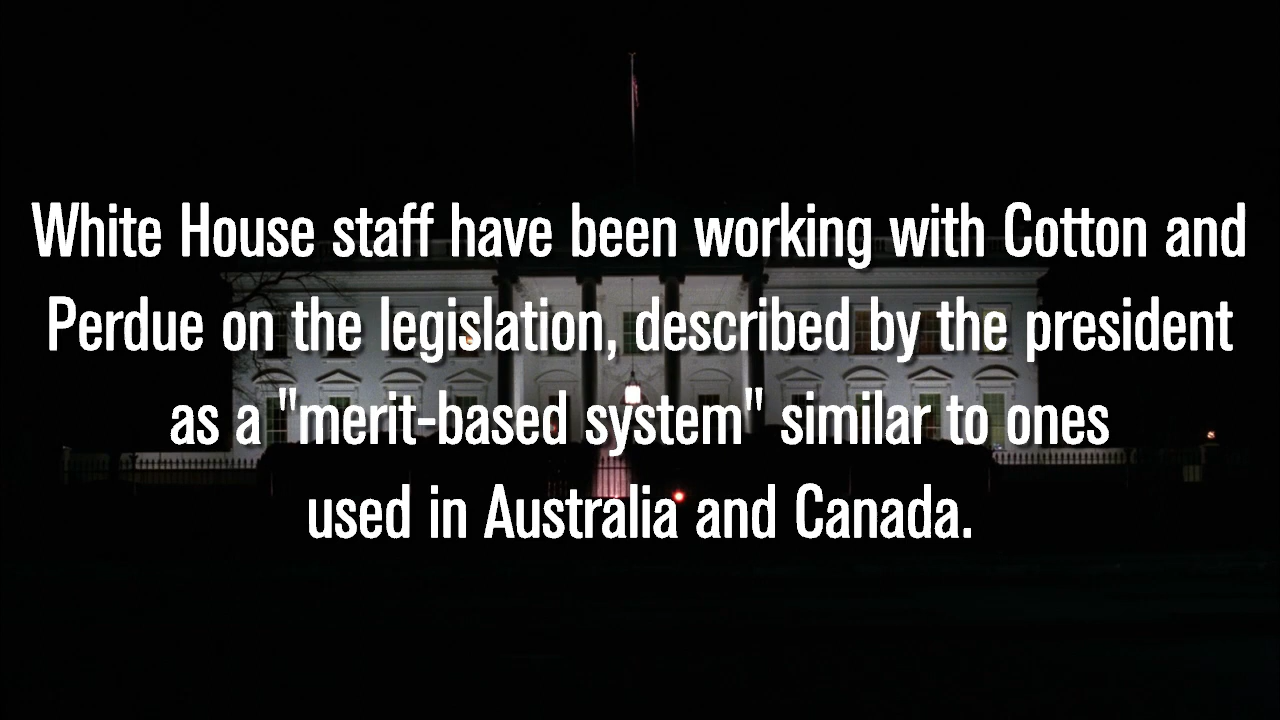 White House staff have been working with Cotton and
Perdue on the legislation, described by the president
as a "merit-based system" similar to ones
used in Australia and Canada.